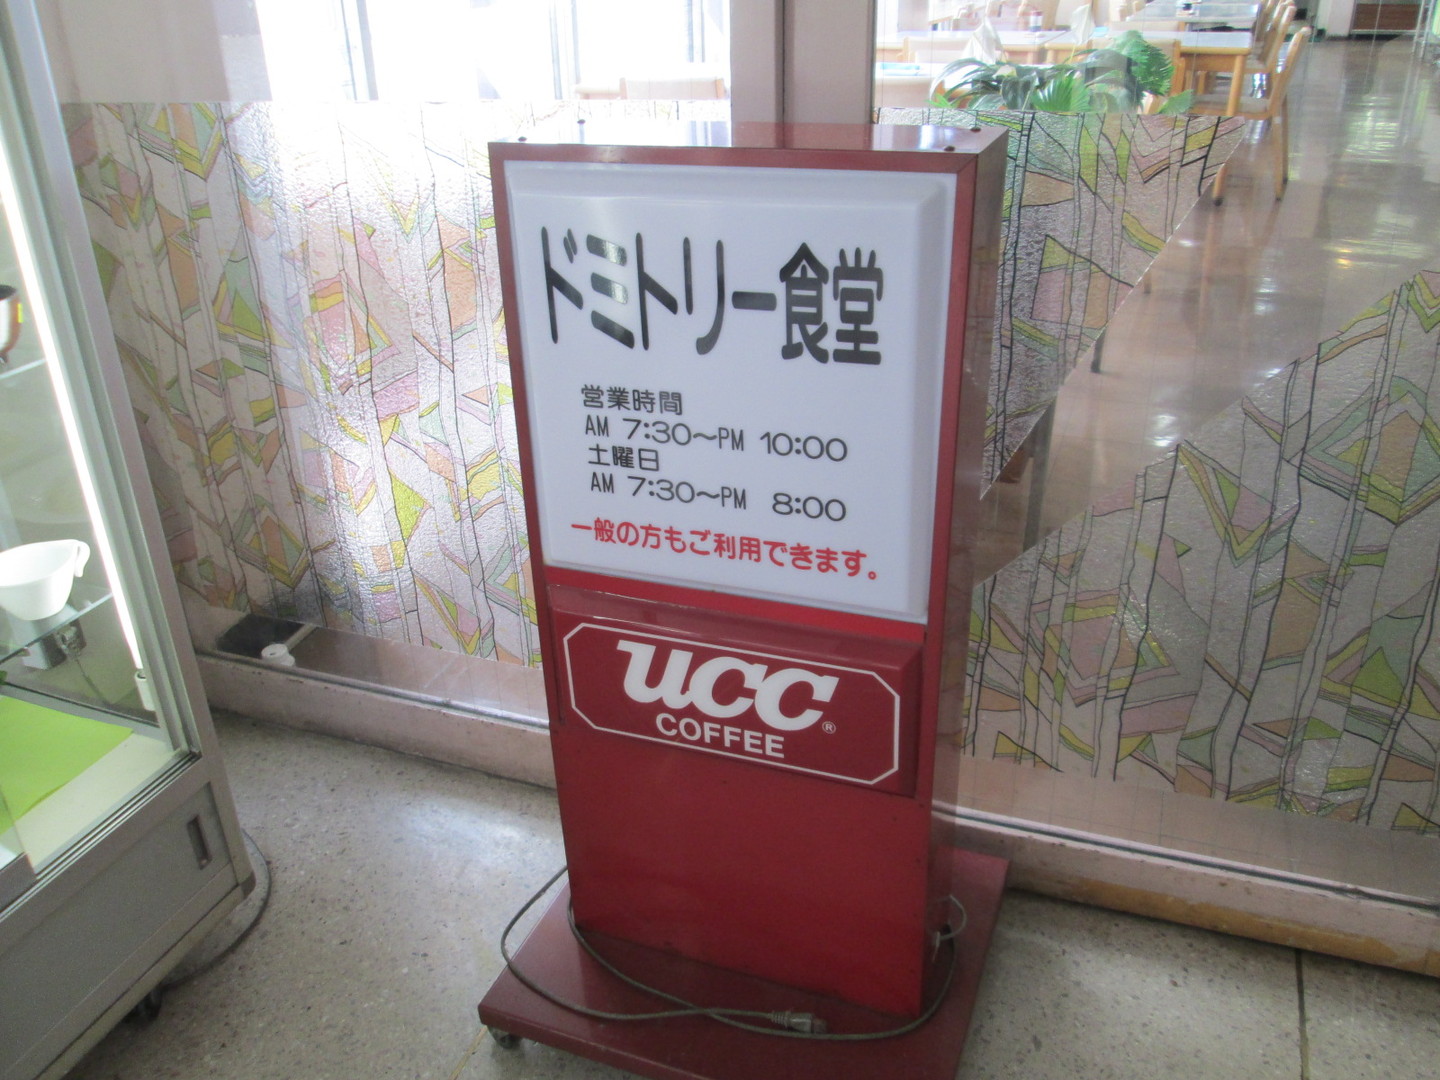 ドミトリー食堂
営業時間
AM 7:30～PM 10:00
土曜日
AM 7:30～PM 8:00
一般の方もご利用できます。
UCC®
COFFEE